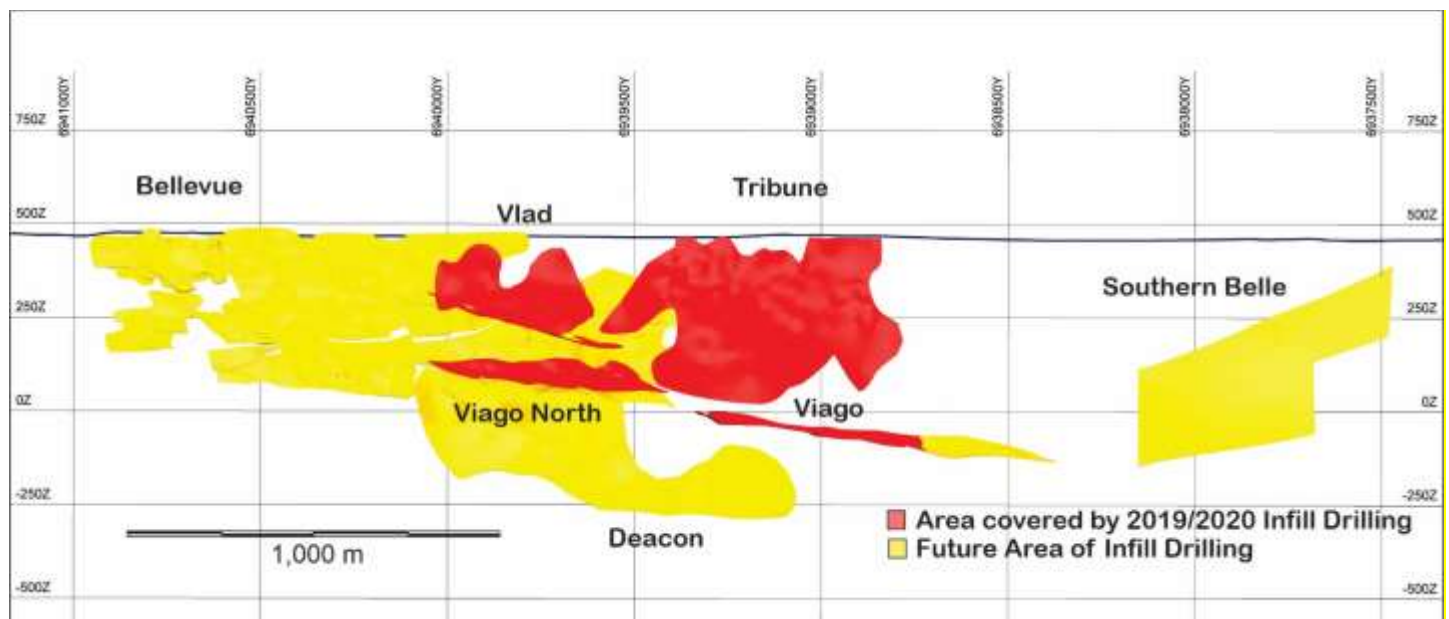 6941000Y 6940500Y 6940000Y 6939500Y 6939000Y 6938500Y 6938000Y 6937500Y
750Z 750Z
Bellevue Tribune
Vlad
500Z 500Z
Southern Belle
250Z 250Z
0Z Viago North Viago 0Z
-250Z -250Z
Area covered by 2019/2020 Infill Drilling
Deacon
1,000 m Future Area of Infill Drilling
-500Z -500Z